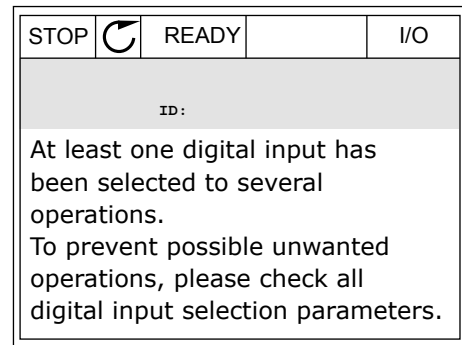 STOP READY I/O
ID:
At least one digital input has
been selected to several
operations.
To prevent possible unwanted
operations, please check all
digital input selection parameters.